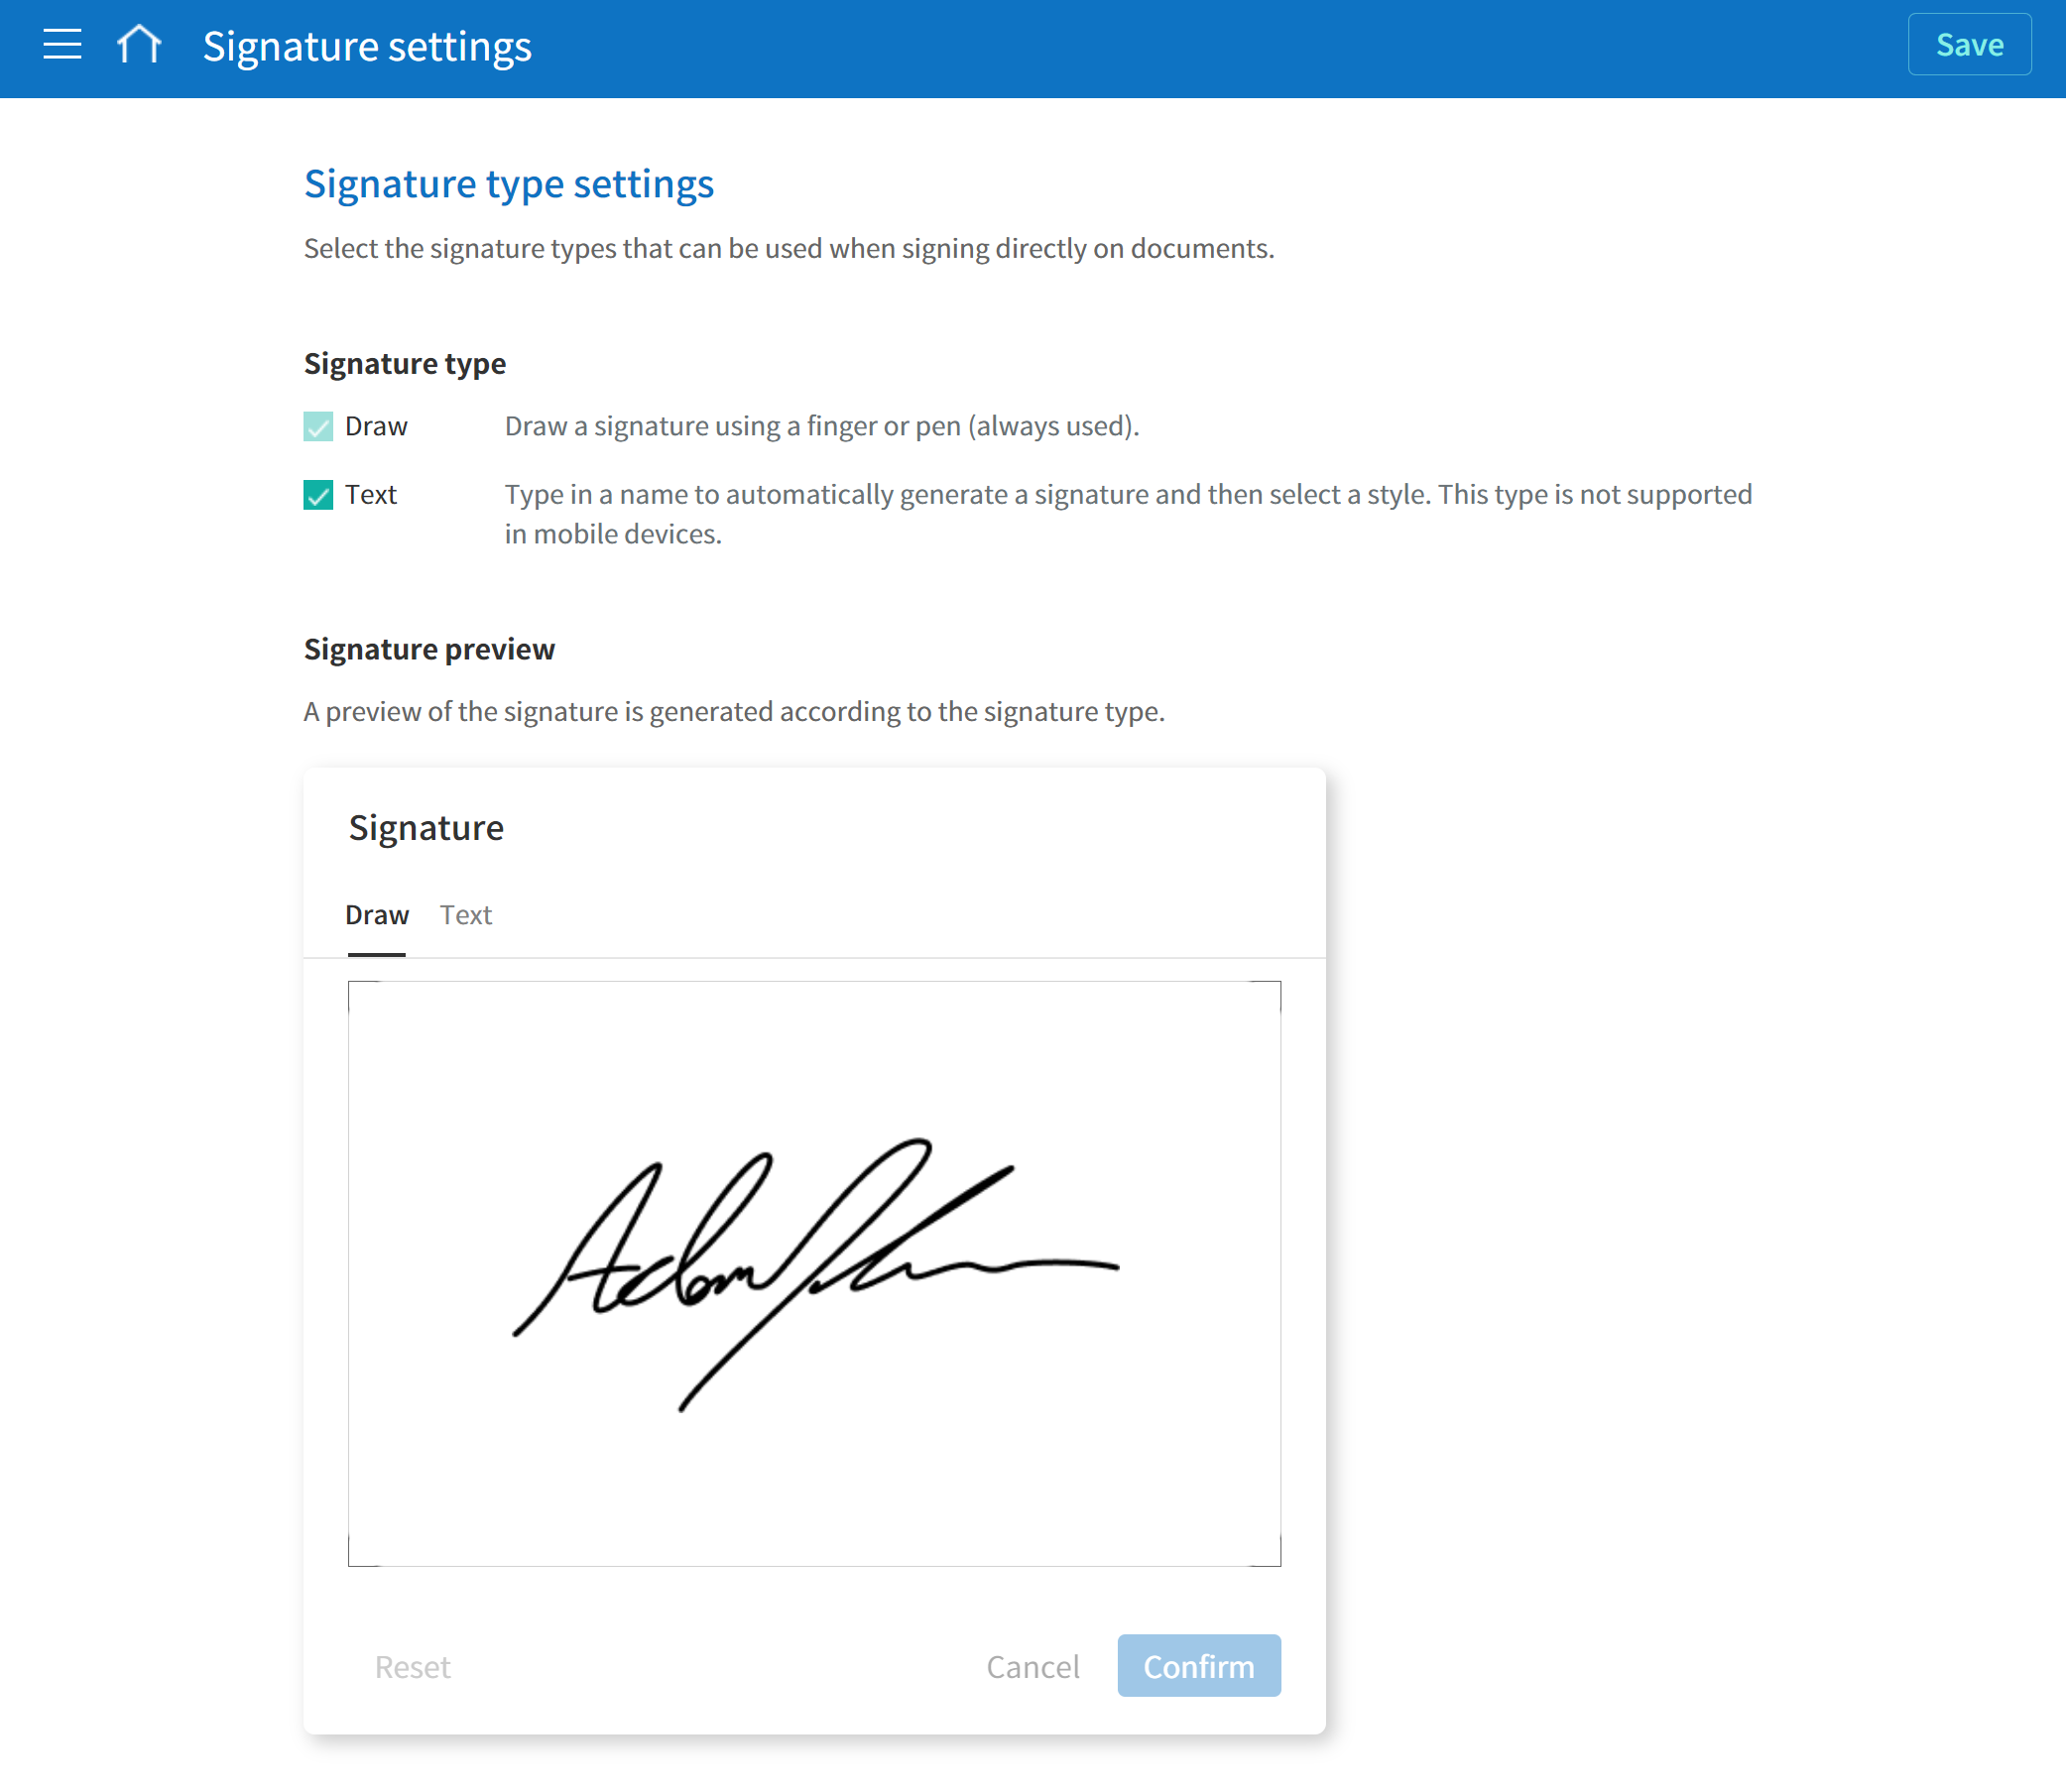 Signature settings
Save
Signature type settings
Select the signature types that can be used when signing directly on documents.
Signature type
Draw
Draw a signature using a finger or pen (always used).
Text
Type in a name to automatically generate a signature and then select a style. This type is not supported
in mobile devices.
Signature preview
A preview of the signature is generated according to the signature type.
Signature
Draw Text
Reset
Cancel
Confirm